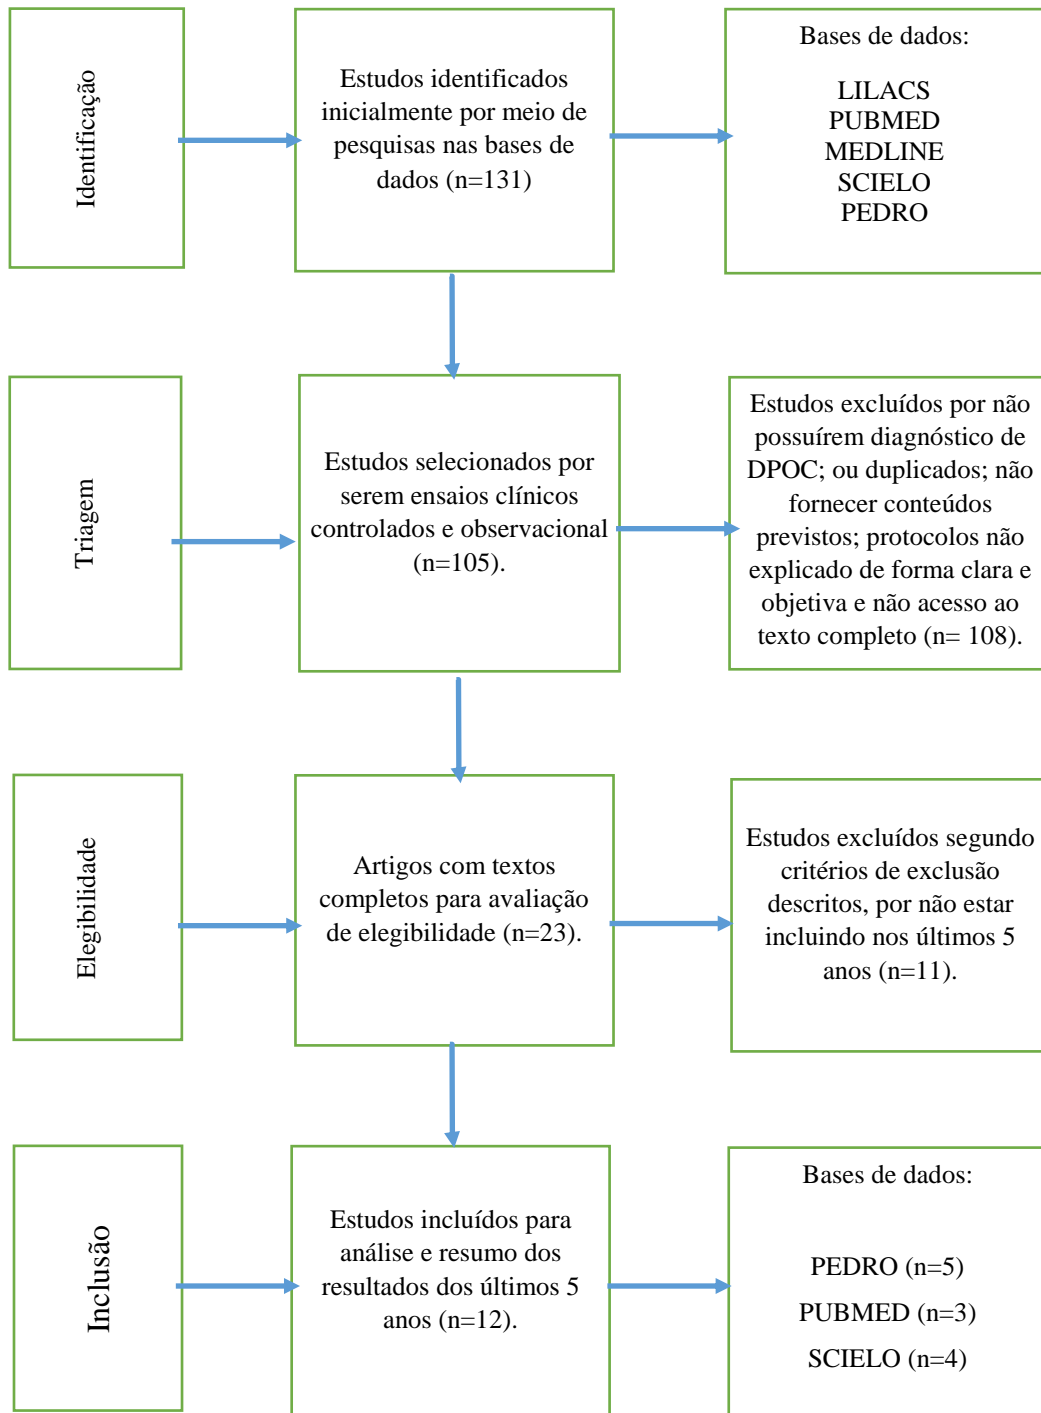 Identificação
Estudos identificados
inicialmente por meio de
pesquisas nas bases de
dados (n=131)
Bases de dados:
LILACS
PUBMED
MEDLINE
SCIELO
PEDRO
Triagem
Estudos selecionados por
serem ensaios clínicos
controlados e observacional
(n=105).
Estudos excluídos por não
possuírem diagnóstico de
DPOC; ou duplicados; não
fornecer conteúdos
previstos; protocolos não
explicado de forma clara e
objetiva e não acesso ao
texto completo (n= 108).
Elegibilidade
Artigos com textos
completos para avaliação
de elegibilidade (n=23).
Estudos excluídos segundo
critérios de exclusão
descritos, por não estar
incluindo nos últimos 5
anos (n=11).
Inclusão
Estudos incluídos para
análise e resumo dos
resultados dos últimos 5
anos (n=12).
Bases de dados:
PEDRO (n=5)
PUBMED (n=3)
SCIELO (n=4)